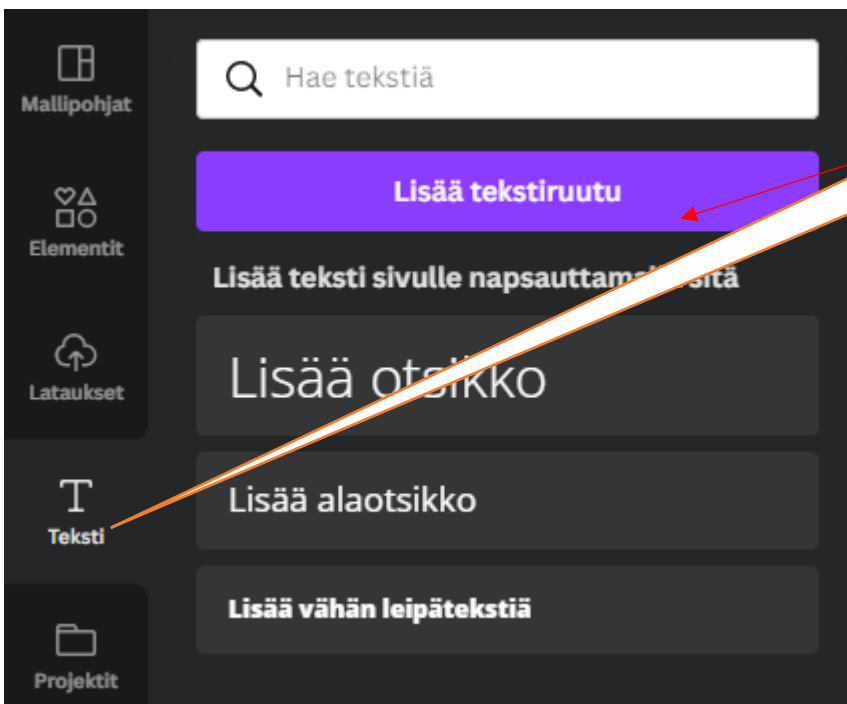 Mallipohjat
Elementit
Lataukset
Teksti
Projektit
Hae tekstiä
Lisää tekstiruutu
Lisää teksti sivulle
Lisää otsikko
Lisää alaotsikko
Lisää vähän leipätekstiä